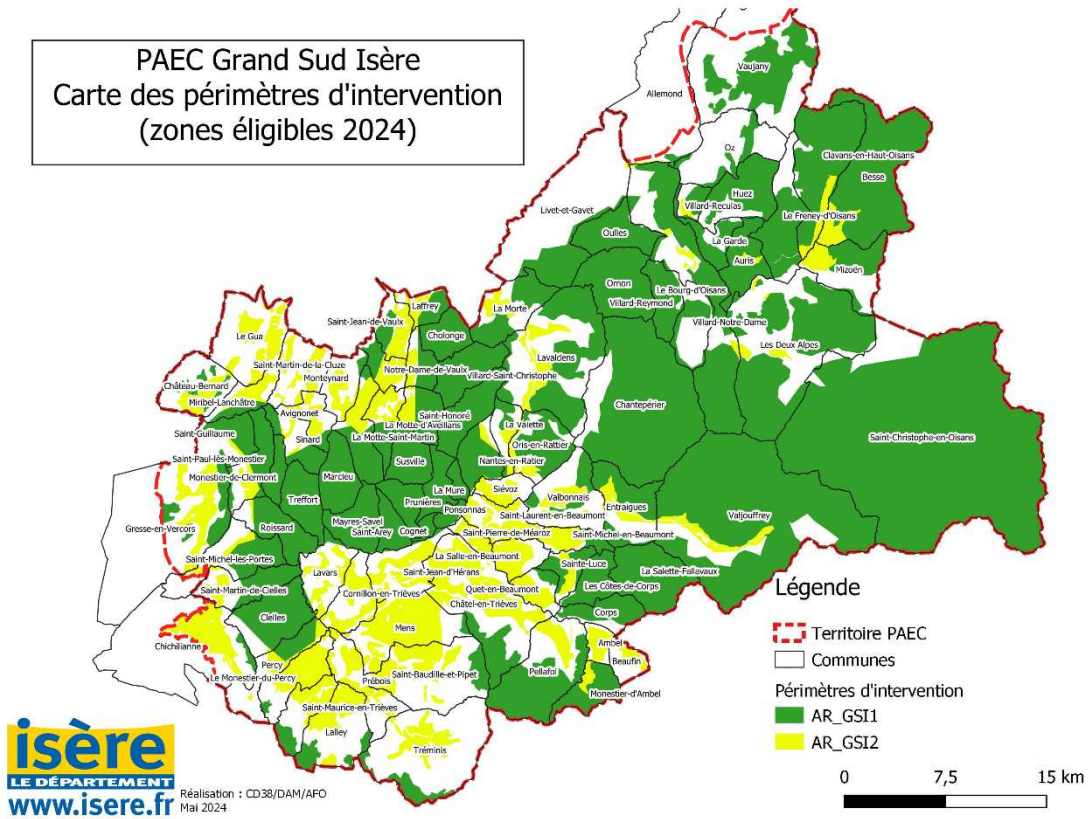 PAEC Grand Sud Isère
Carte des périmètres d'intervention
(zones éligibles 2024)
Vaujany
Allemond
Oz
Clavans-en-Haut-Oisans
Besse
Huez
Villard-Reculas
Livet-et-Gavet
Le Freney-d'Oisans
Oulles
La Garde
Auris
Mizoën
Ornon
Le Bourg-d'Oisans
Villard-Reymond
Laffrey
La Morte
Saint-Jean-de-Vaulx
Villard-Notre-Dame
Cholonge
Le Gua
Les Deux Alpes
Lavaldens
Saint-Martin-de-la-Cluze
Notre-Dame-de-Vaulx
Monteynard
Villard-Saint-Christophe
Château-Bernard
Miribel-Lanchâtre
Chantepérier
Avignonet
Saint-Honoré
La Motte-d'Aveillans
La Valette
Saint-Guillaume
Sinard
La Motte-Saint-Martin
Saint-Christophe-en-Oisans
Oris-en-Rattier
Saint-Paul-lès-Monestier
Susville
Nantes-en-Ratier
Monestier-de-Clermont
Marcieu
La Mure
Siévoz
Treffort
Prunières
Valbonnais
Ponsonnas
Entraigues
Saint-Laurent-en-Beaumont
Valjouffrey
Gresse-en-Vercors
Roissard
Mayres-Savel
Saint-Arey
Cognet
Saint-Pierre-de-Méaroz
Saint-Michel-en-Beaumont
La Salle-en-Beaumont
Saint-Michel-les-Portes
Sainte-Luce
La Salette-Fallavaux
Lavars
Saint-Jean-d'Hérans
Les Côtes-de-Corps
Saint-Martin-de-Clelles
Cornillon-en-Trièves
Quet-en-Beaumont
Châtel-en-Trièves
Corps
Clelles
Mens
Chichilianne
Ambel
Beaufin
Percy
Pellafol
Le Monestier-du-Percy
Prébois
Saint-Baudille-et-Pipet
Monestier-d'Ambel
Saint-Maurice-en-Trièves
Lalley
Tréminis
Légende
Territoire PAEC
Communes
Périmètres d'intervention
AR_GSI1
AR_GSI2
0 7,5 15 km
isère
LE DÉPARTEMENT
www.isere.fr
Réalisation : CD38/DAM/AFO
Mai 2024